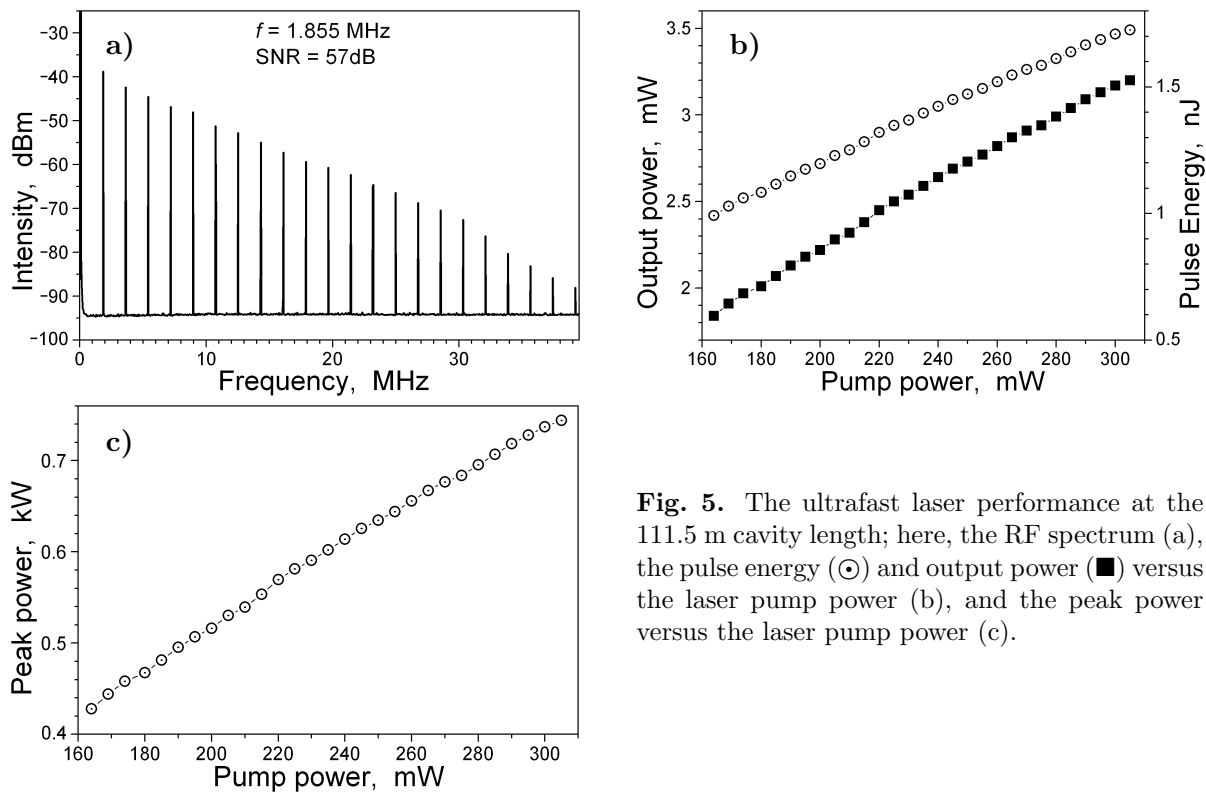 a)
f = 1.855 MHz
SNR = 57dB
−30
−40
−50
−60
−70
−80
−90
−100
Intensity, dBm
0 10 20 30
Frequency, MHz
b)
3.5
3
2.5
2
Output power, mW
1.5
1
0.5
Pulse Energy, nJ
160 180 200 220 240 260 280 300
Pump power, mW
c)
0.7
0.6
0.5
0.4
Peak power, kW
160 180 200 220 240 260 280 300
Pump power, mW
Fig. 5. The ultrafast laser performance at the
111.5 m cavity length; here, the RF spectrum (a),
the pulse energy (⊙) and output power (■) versus
the laser pump power (b), and the peak power
versus the laser pump power (c).